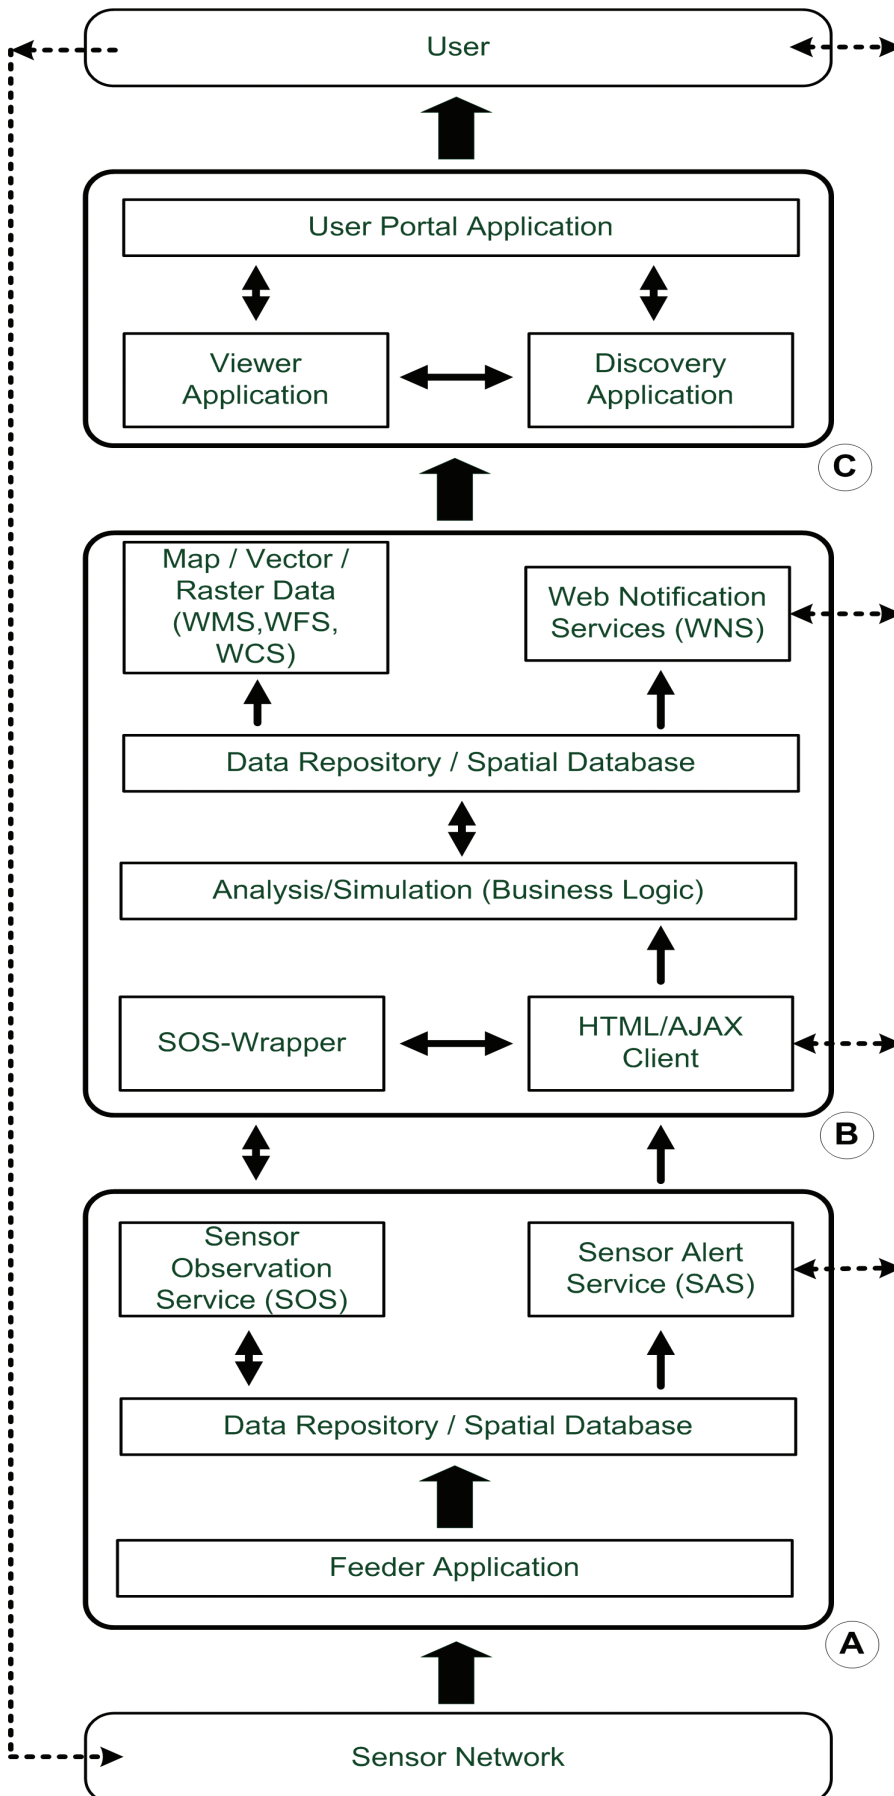 User
User Portal Application
Viewer
Application
Discovery
Application
C
Map / Vector /
Raster Data
(WMS,WFS,
WCS)
Web Notification
Services (WNS)
Data Repository / Spatial Database
Analysis/Simulation (Business Logic)
SOS-Wrapper
HTML/AJAX
Client
B
Sensor
Observation
Service (SOS)
Sensor Alert
Service (SAS)
Data Repository / Spatial Database
Feeder Application
A
Sensor Network